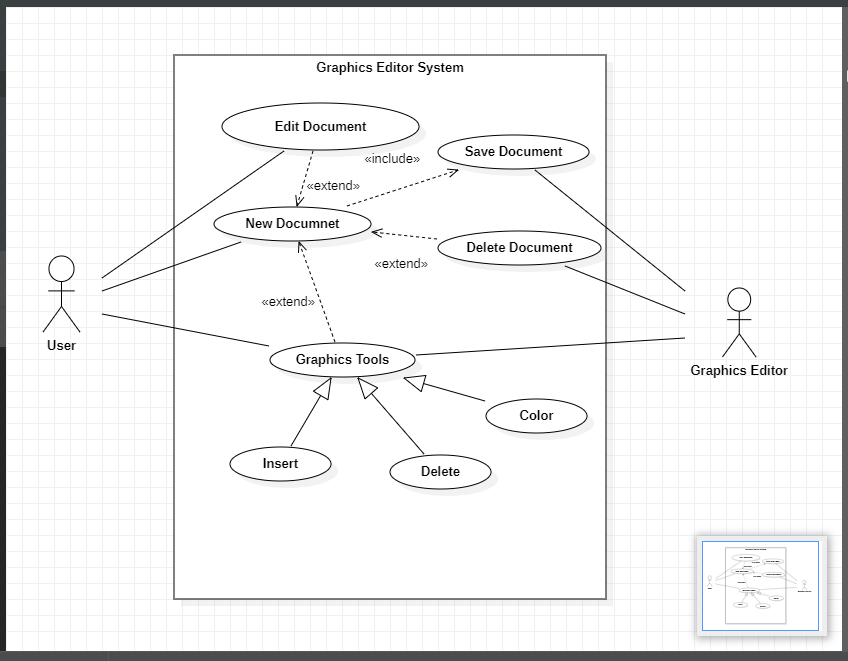 Graphics Editor System
Edit Document
«include»
Save Document
«extend»
New Documnet
Delete Document
«extend»
«extend»
User
Graphics Tools
Graphics Editor
Color
Insert
Delete